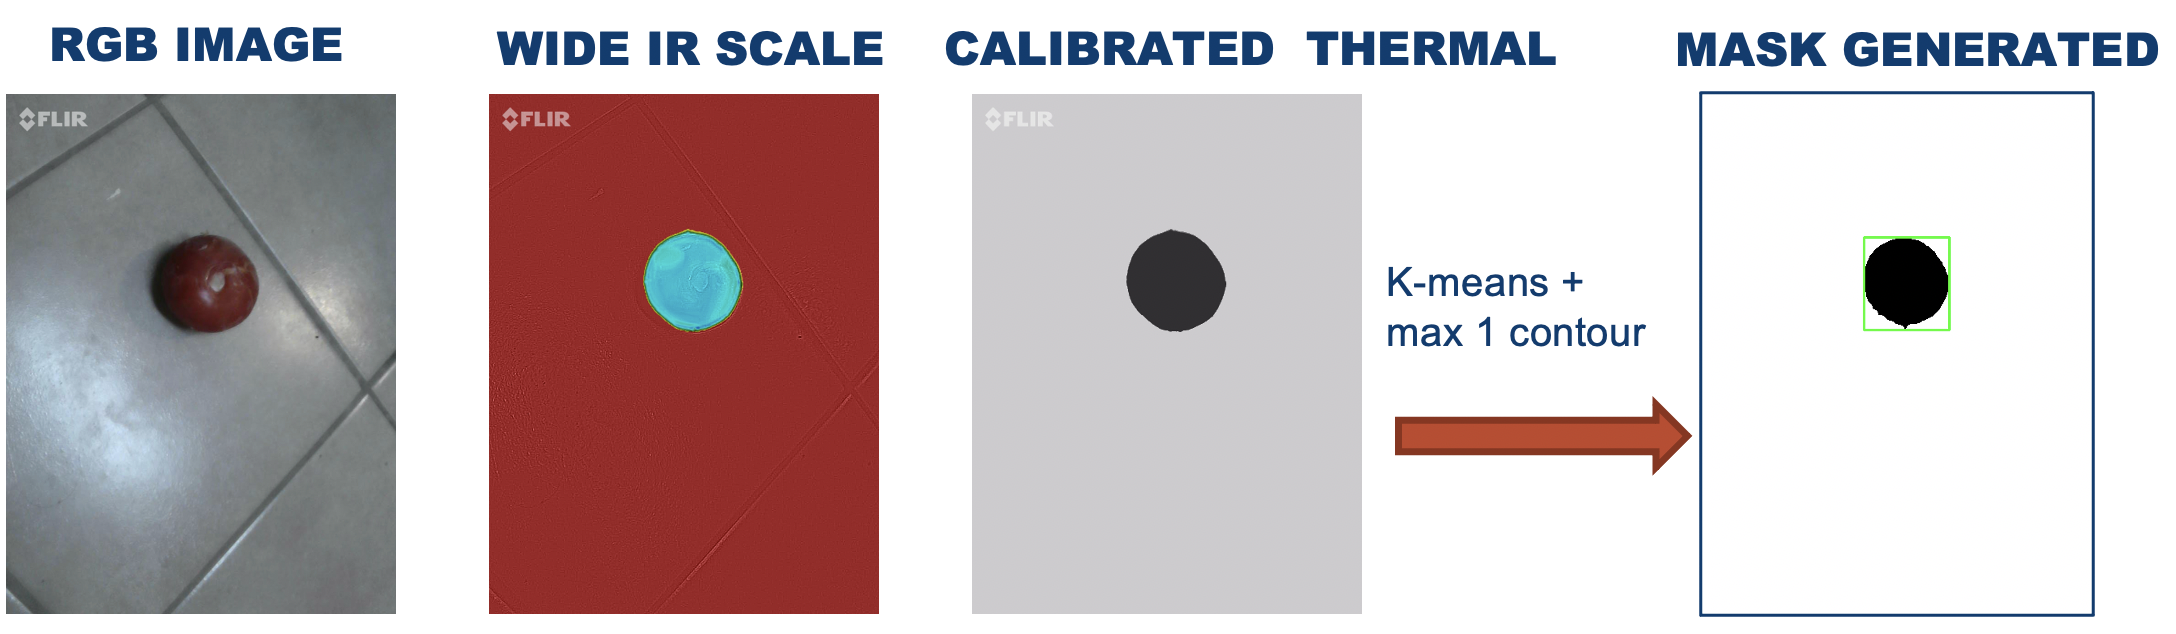 RGB IMAGE
WIDE IR SCALE
CALIBRATED THERMAL
MASK GENERATED
FLIR
FLIR
FLIR
K-means +
max 1 contour